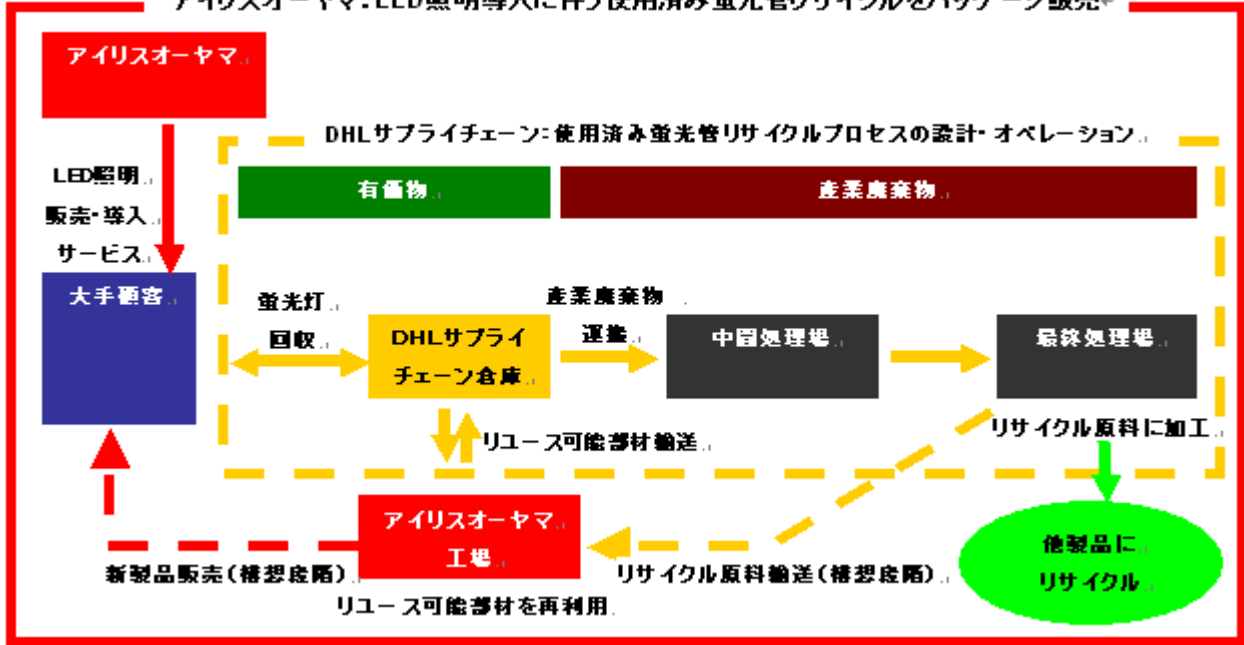 アイリスオーヤマ:LED照明導入に伴う使用済み蛍光管リサイクルをパッケージ販売
アイリスオーヤマ
DHLサプライチェーン:使用済み蛍光管リサイクルプロセスの設計・オペレーション
LED照明
販売・導入
サービス
有価物
産業廃棄物
大手顧客
蛍光灯
回収
DHLサプライ
チェーン倉庫
産業廃棄物
運搬
中間処理場
最終処理場
リユース可能部材輸送
リサイクル原料に加工
アイリスオーヤマ
工場
他製品に
リサイクル
新製品販売(構想段階)
リサイクル原料輸送(構想段階)
リユース可能部材を再利用